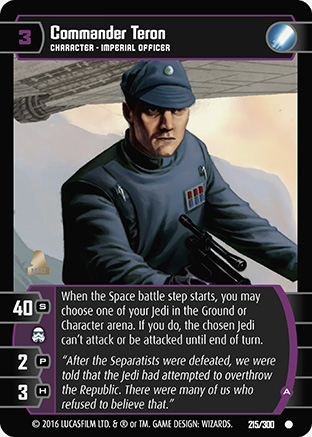 3
Commander Teron
CHARACTER - IMPERIAL OFFICER
40 S
When the Space battle step starts, you may
choose one of your Jedi in the Ground or
Character arena. If you do, the chosen Jedi
can't attack or be attacked until end of turn.
2 P
3 H
"After the Separatists were defeated, we were
told that the Jedi had attempted to overthrow
the Republic. There were many of us who
refused to believe that."
A
© 2016 LUCASFILM LTD. & ® or TM. GAME DESIGN: WIZARDS.
215/300